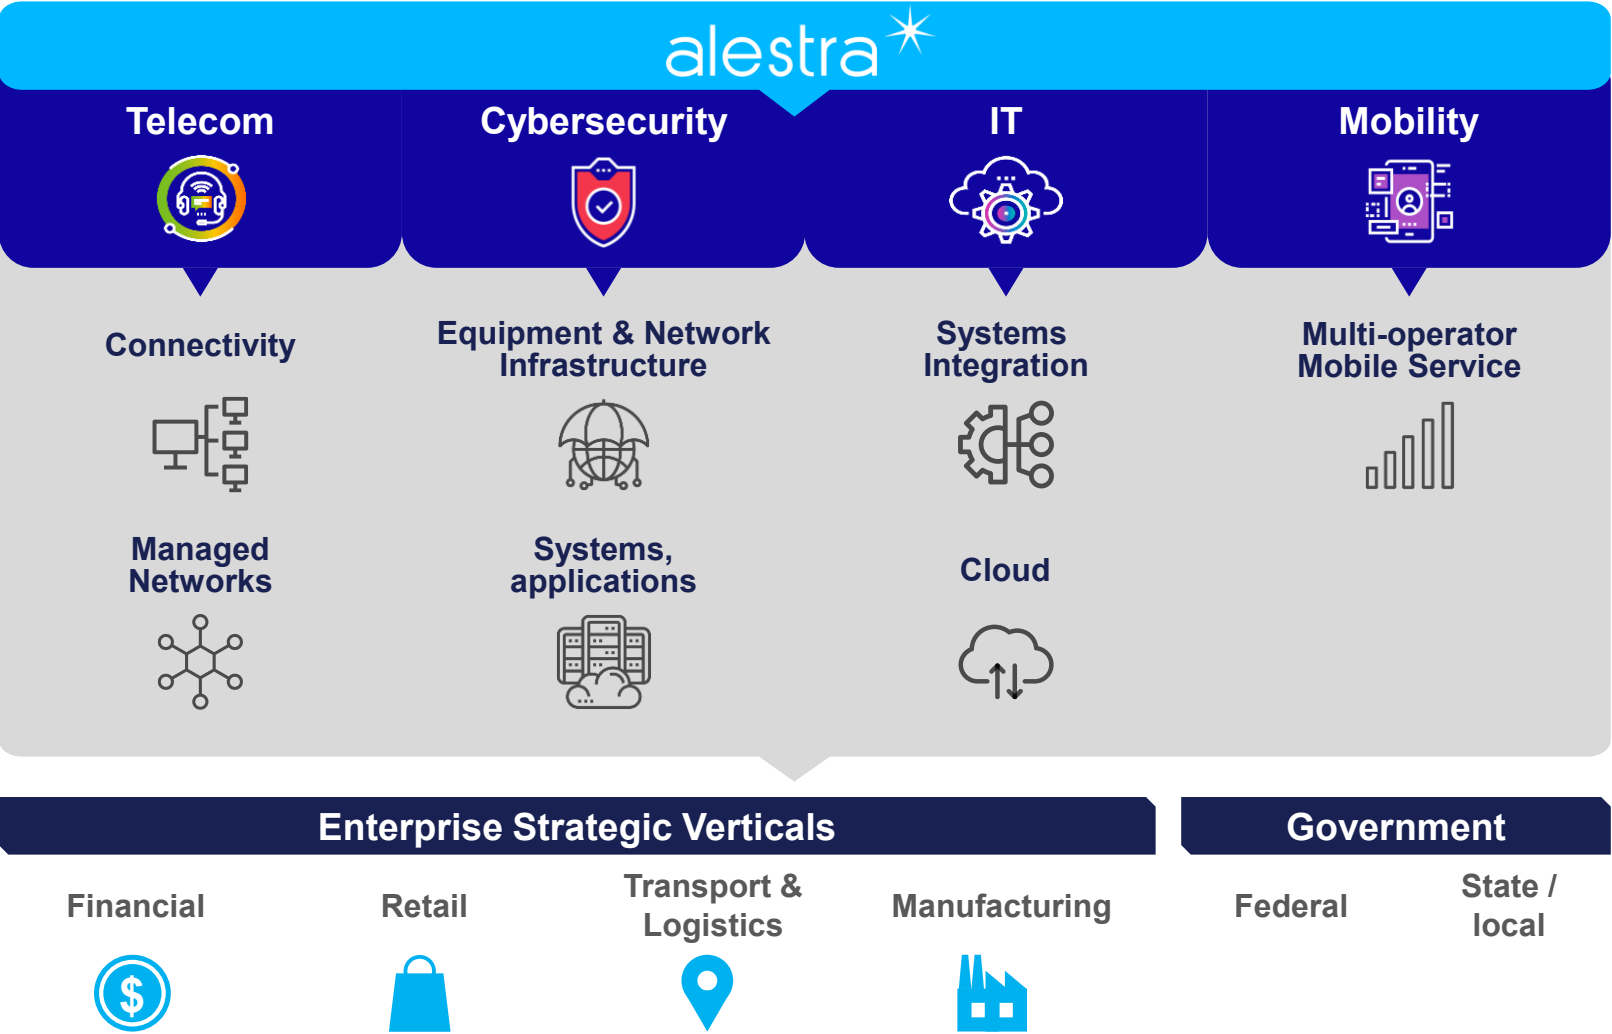 alestra
Telecom
Cybersecurity
IT
Mobility
Connectivity
Equipment & Network
Infrastructure
Systems
Integration
Multi-operator
Mobile Service
Managed
Networks
Systems,
applications
Cloud
Enterprise Strategic Verticals
Government
Financial
Retail
Transport &
Logistics
Manufacturing
Federal
State /
local
$